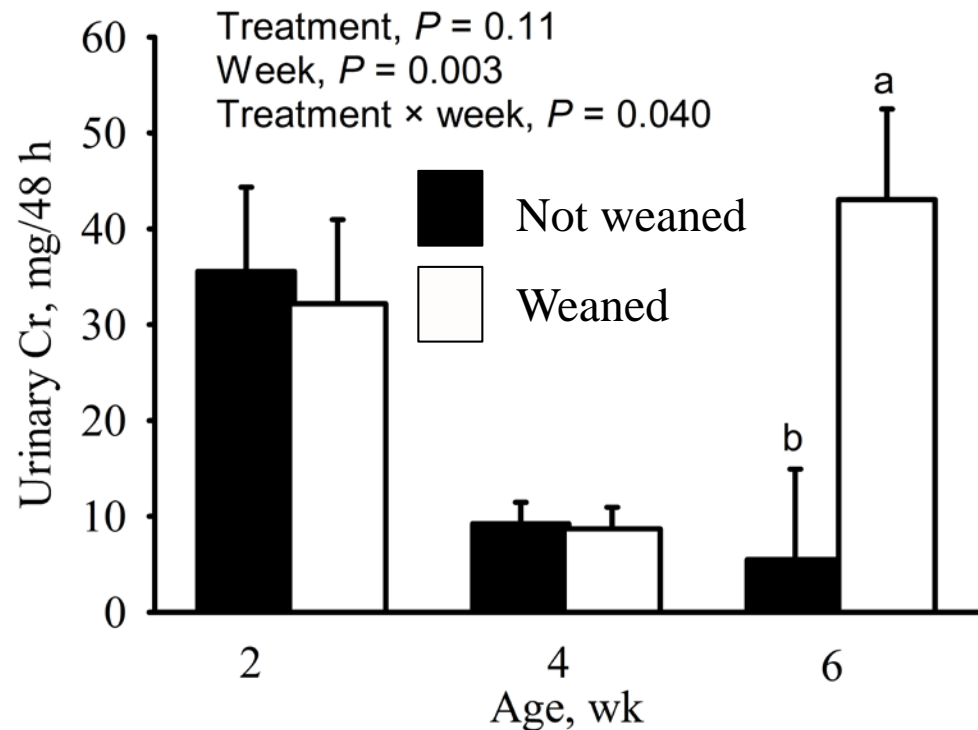 Treatment, P = 0.11
Week, P = 0.003
Treatment × week, P = 0.040
Not weaned
Weaned
a
b
Urinary Cr, mg/48 h
60
50
40
30
20
10
0
2 4 6
Age, wk